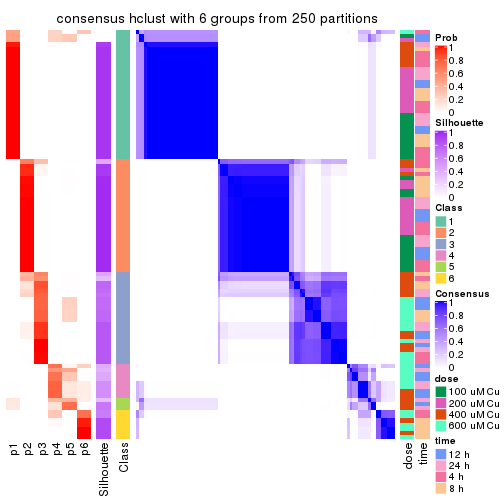 consensus hclust with 6 groups from 250 partitions
Prob
1
0.8
0.6
0.4
0.2
0
Silhouette
1
0.8
0.6
0.4
0.2
0
Class
1
2
3
4
5
6
Consensus
1
0.8
0.6
0.4
0.2
0
dose
100 uM Cu
200 uM Cu
400 uM Cu
600 uM Cu
time
12 h
24 h
4 h
8 h
p1
p2
p3
p4
p5
p6
Silhouette
Class
dose
time